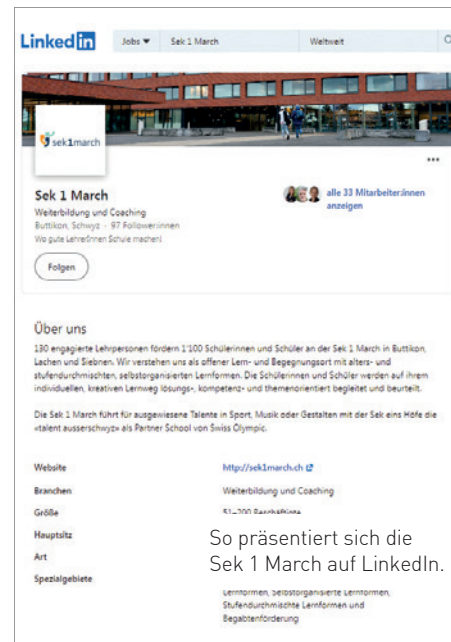 Linked in
Jobs ▼ Sek 1 March Weltweit
sek1march
Sek 1 March
Weiterbildung und Coaching
Buttikon, Schwyz · 97 Follower:innen
Wo gute Lehrer/innen Schule machen!
alle 33 Mitarbeiter:innen
anzeigen
Folgen
Über uns
130 engagierte Lehrpersonen fördern 1'100 Schülerinnen und Schüler an der Sek 1 March in Buttikon,
Lachen und Siebnen. Wir verstehen uns als offener Lern- und Begegnungsort mit alters- und
stufendurchmischten, selbstorganisierten Lernformen. Die Schülerinnen und Schüler werden auf ihrem
individuellen, kreativen Lernweg lösungs-, kompetenz- und themenorientiert begleitet und beurteilt.
Die Sek 1 March führt für ausgewiesene Talente in Sport, Musik oder Gestalten mit der Sek eins Höfe die
«talent ausserschwyz» als Partner School von Swiss Olympic.
Website http://sek1march.ch
Branchen Weiterbildung und Coaching
Größe 51–200 Beschäftigte
Hauptsitz
Art
Spezialgebiete
So präsentiert sich die
Sek 1 March auf LinkedIn.
Lernformen, Selbstorganisierte Lernformen,
Stufendurchmischte Lernformen und
Begabtenförderung